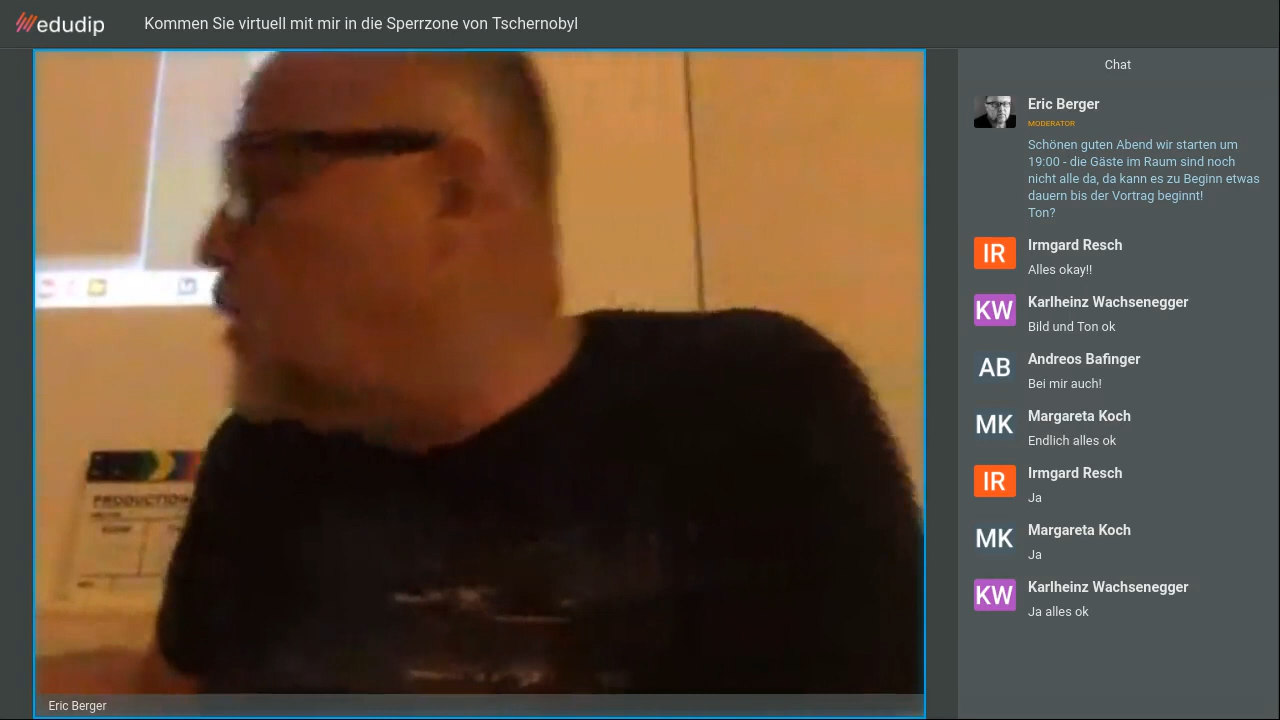 edudip
Kommen Sie virtuell mit mir in die Sperrzone von Tschernobyl
PRODUCTION
Eric Berger
Chat
Eric Berger
MODERATOR
Schönen guten Abend wir starten um
19:00 - die Gäste im Raum sind noch
nicht alle da, da kann es zu Beginn etwas
dauern bis der Vortrag beginnt!
Ton?
IR
Irmgard Resch
Alles okay!!
KW
Karlheinz Wachsenegger
Bild und Ton ok
AB
Andreos Bafinger
Bei mir auch!
MK
Margareta Koch
Endlich alles ok
IR
Irmgard Resch
Ja
MK
Margareta Koch
Ja
KW
Karlheinz Wachsenegger
Ja alles ok